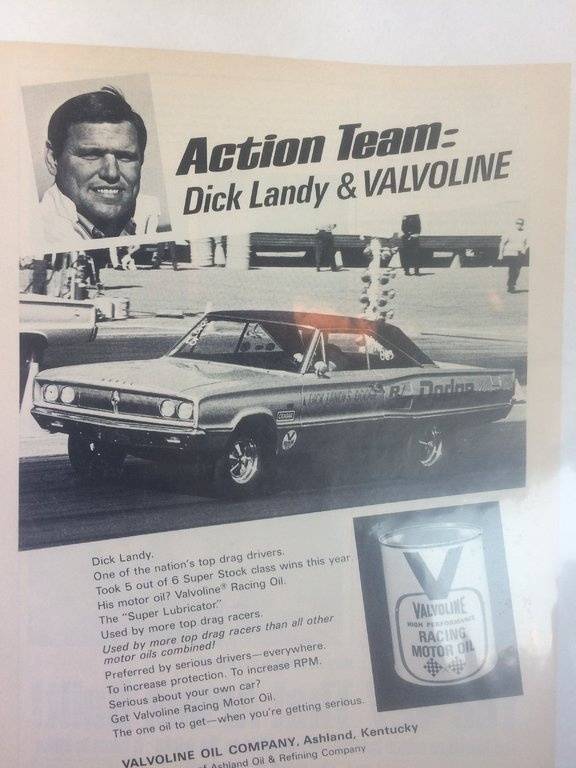 Action Team:
Dick Landy & VALVOLINE
R/T Dodge
Dick Landy.
One of the nation's top drag drivers.
Took 5 out of 6 Super Stock class wins this year.
His motor oil? Valvoline® Racing Oil.
The "Super Lubricator."
Used by more top drag racers.
Used by more top drag racers than all other
motor oils combined!
Preferred by serious drivers—everywhere.
To increase protection. To increase RPM.
Serious about your own car?
Get Valvoline Racing Motor Oil.
The one oil to get—when you're getting serious.
V
VALVOLINE
HIGH PERFORMANCE
RACING
MOTOR OIL
VALVOLINE OIL COMPANY, Ashland, Kentucky
of Ashland Oil & Refining Company